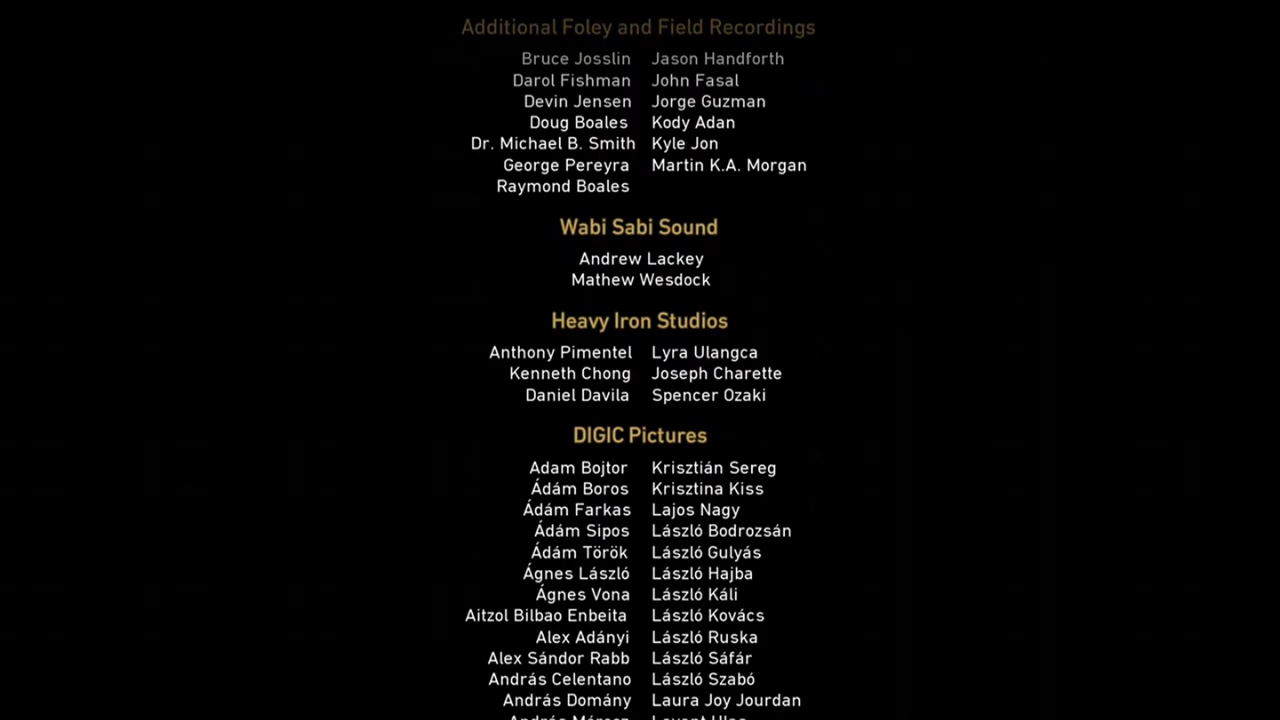 Additional Foley and Field Recordings
Bruce Josslin Jason Handforth
Darol Fishman John Fasal
Devin Jensen Jorge Guzman
Doug Boales Kody Adan
Dr. Michael B. Smith Kyle Jon
George Pereyra Martin K.A. Morgan
Raymond Boales
Wabi Sabi Sound
Andrew Lackey
Mathew Wesdock
Heavy Iron Studios
Anthony Pimentel Lyra Ulangca
Kenneth Chong Joseph Charette
Daniel Davila Spencer Ozaki
DIGIC Pictures
Adam Bojtor Krisztián Sereg
Ádám Boros Krisztina Kiss
Ádám Farkas Lajos Nagy
Ádám Sipos László Bodrozsán
Ádám Török László Gulyás
Ágnes László László Hajba
Ágnes Vona László Káli
Aitzol Bilbao Enbeita László Kovács
Alex Adányi László Ruska
Alex Sándor Rabb László Sáfár
András Celentano László Szabó
András Domány Laura Joy Jourdan